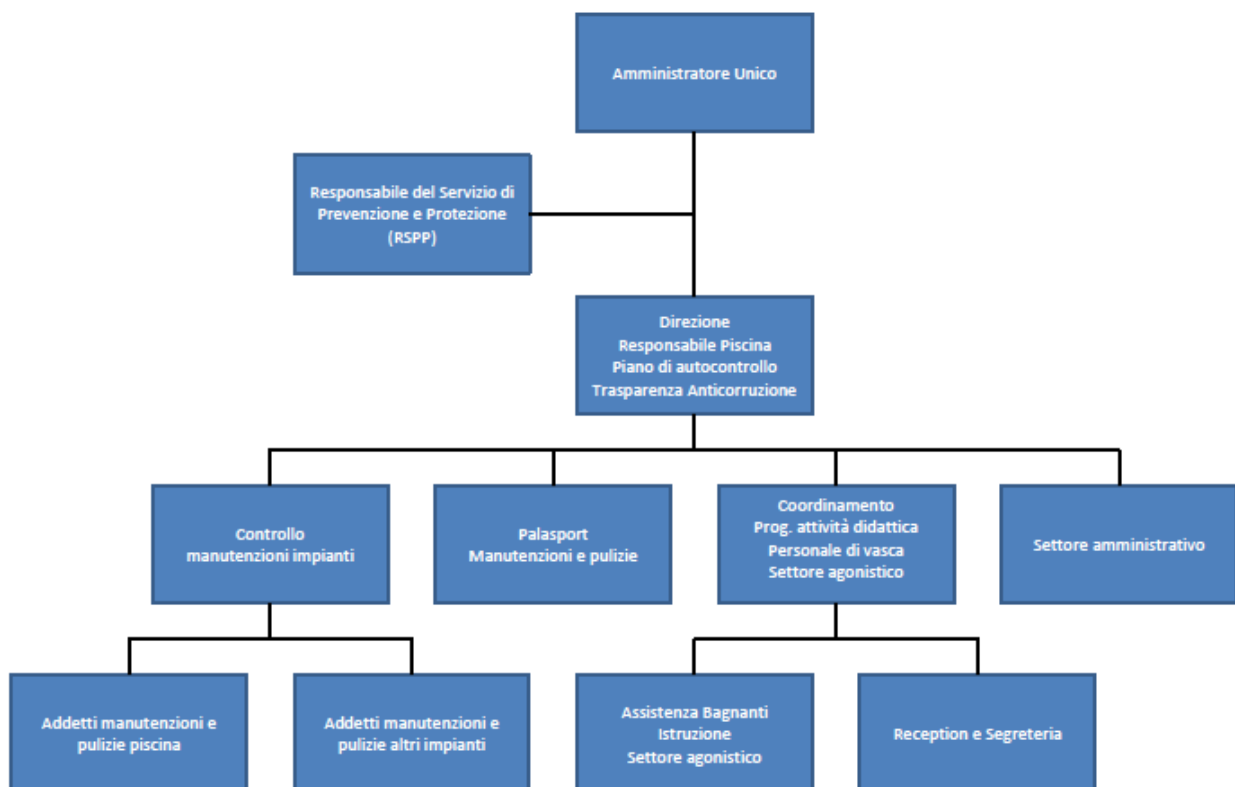 Amministratore Unico
Responsabile del Servizio di
Prevenzione e Protezione
(RSPP)
Direzione
Responsabile Piscina
Piano di autocontrollo
Trasparenza Anticorruzione
Controllo
manutenzioni impianti
Palasport
Manutenzioni e pulizie
Coordinamento
Prog. attività didattica
Personale di vasca
Settore agonistico
Settore amministrativo
Addetti manutenzioni e
pulizie piscina
Addetti manutenzioni e
pulizie altri impianti
Assistenza Bagnanti
Istruzione
Settore agonistico
Reception e Segreteria